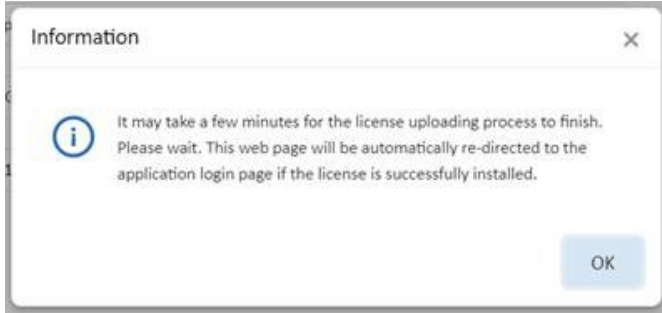 Information
It may take a few minutes for the license uploading process to finish.
Please wait. This web page will be automatically re-directed to the
application login page if the license is successfully installed.
OK